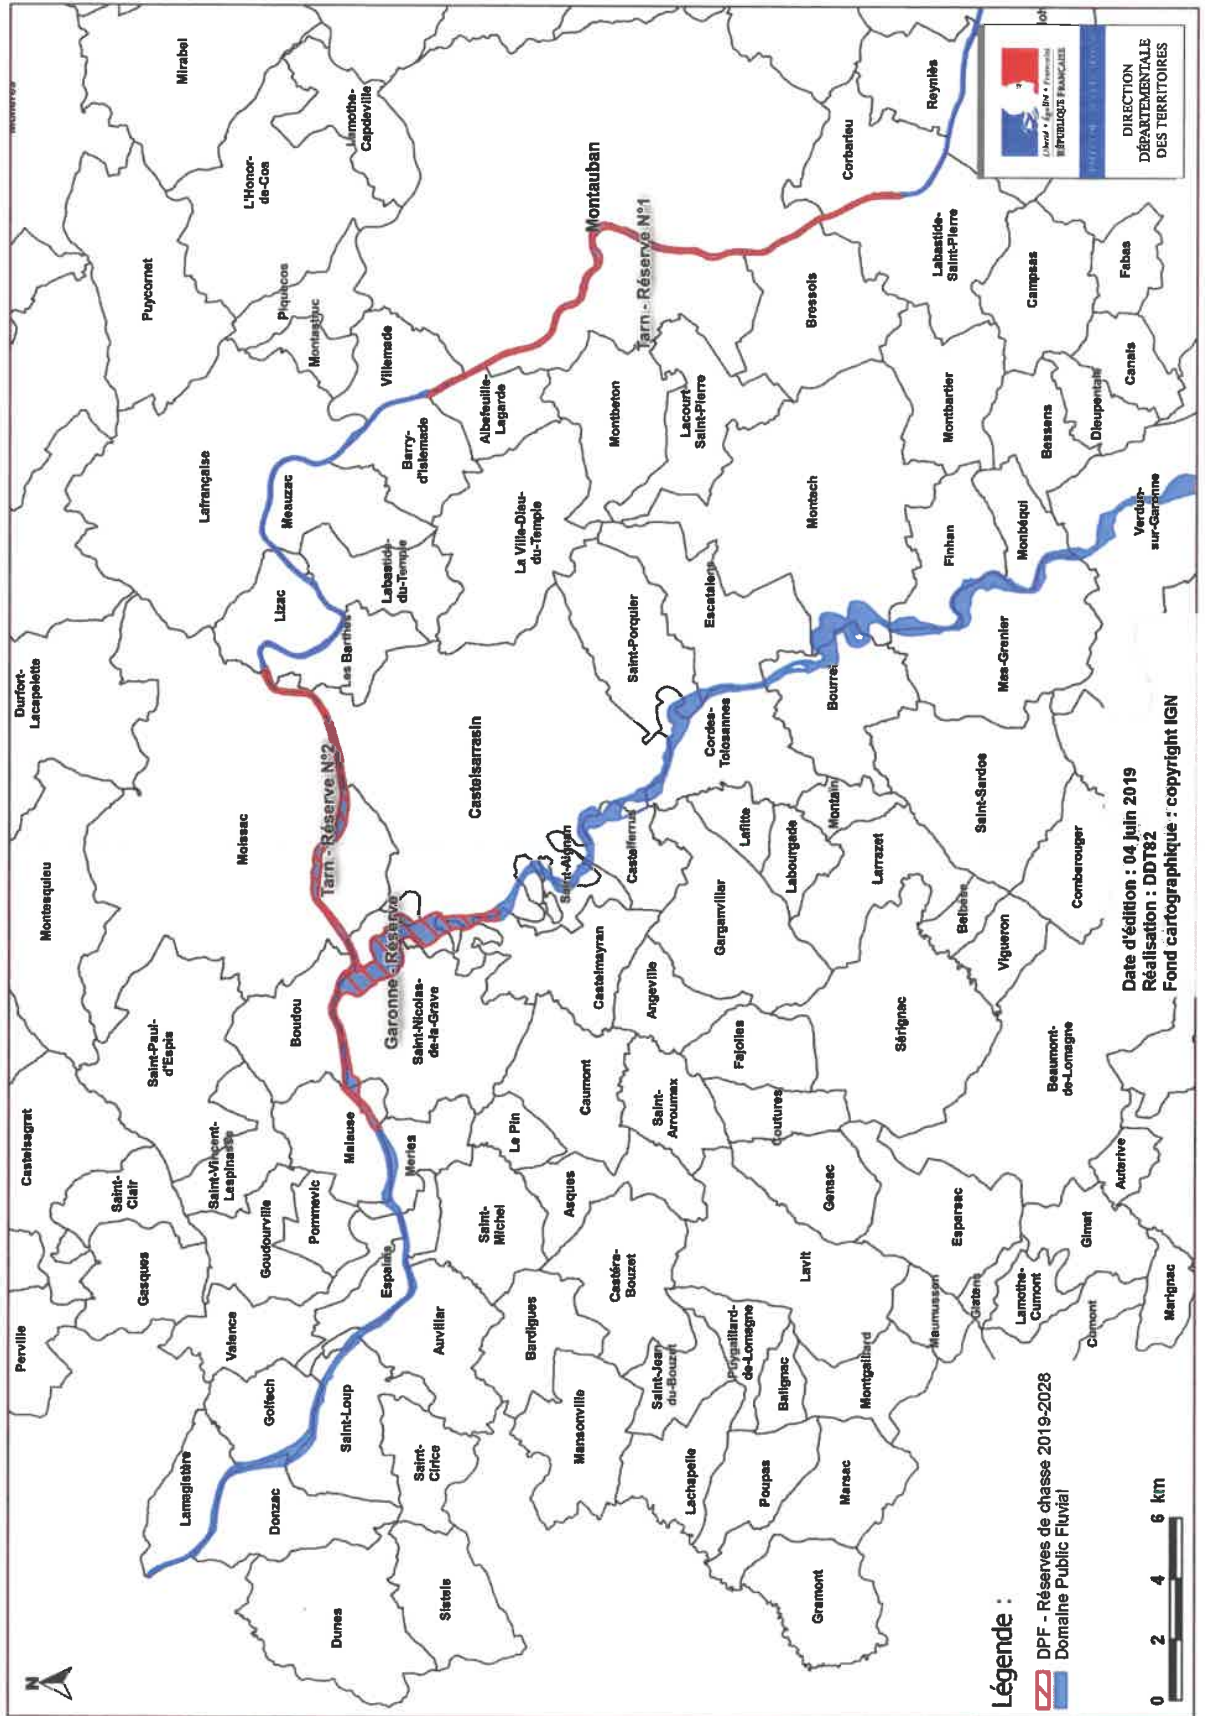 N
Perville
Castelsagrat
Montesquieu
Durfort-
Lacapelette
Gasques
Saint-
Clair
Saint-Paul-
d'Espis
Puycornet
Mirabel
Lamagistère
Valence
Saint-Vincent-
Lespinasse
Moissac
Lafrançaise
L'Honor-
de-Cos
Lamothe-
Capdeville
Golfech
Goudourville
Boudou
Lizac
Meauzac
Piquecos
Montastruc
Donzac
Pommevic
Tarn - Réserve N°2
Les Barthes
Dunes
Saint-Loup
Malause
Labastide-
du-Temple
Barry-
d'Islemade
Villemade
Espalais
Garonne - Réserve
Saint-
Cirice
Merles
Saint-Nicolas-
de-la-Grave
Sistels
Auvillar
Castelsarrasin
Albefeuille-
Lagarde
Saint-
Michel
Le Pin
La Ville-Dieu-
du-Temple
Bardigues
Asques
Saint-Aignan
Mansonville
Caumont
Castelmayran
Montauban
Castéra-
Bouzet
Castelferrus
Saint-Porquier
Montbeton
Tarn - Réserve N°1
Saint-Jean-
du-Bouzet
Saint-
Arroumex
Angeville
Lacourt-
Saint-Pierre
Lachapelle
Puygaillard-
de-Lomagne
Fajolles
Garganvillar
Cordes-
Tolosannes
Escatalens
Lafitte
Poupas
Balignac
Coutures
Labourgade
Lavit
Gensac
Montain
Bourret
Montech
Bressols
Gramont
Marsac
Montgaillard
Larrazet
Corbarieu
Sérignac
Reyniès
Maumusson
Esparsac
Belbèse
Finhan
Montbartier
Labastide-
Saint-Pierre
Glatens
Saint-Sardos
Mas-Grenier
Vigueron
Monbéqui
Lamothe-
Cumont
Bessens
Campsas
Beaumont-
de-Lomagne
Comberouger
Gimat
Dieupentale
Cumont
Auterive
Canals
Fabas
Verdun-
sur-Garonne
Marignac
Légende :
DPF - Réserves de chasse 2019-2028
Domaine Public Fluvial
0 2 4 6 km
Date d'édition : 04 juin 2019
Réalisation : DDT82
Fond cartographique : copyright IGN
Liberté • Égalité • Fraternité
RÉPUBLIQUE FRANÇAISE
DIRECTION
DÉPARTEMENTALE
DES TERRITOIRES